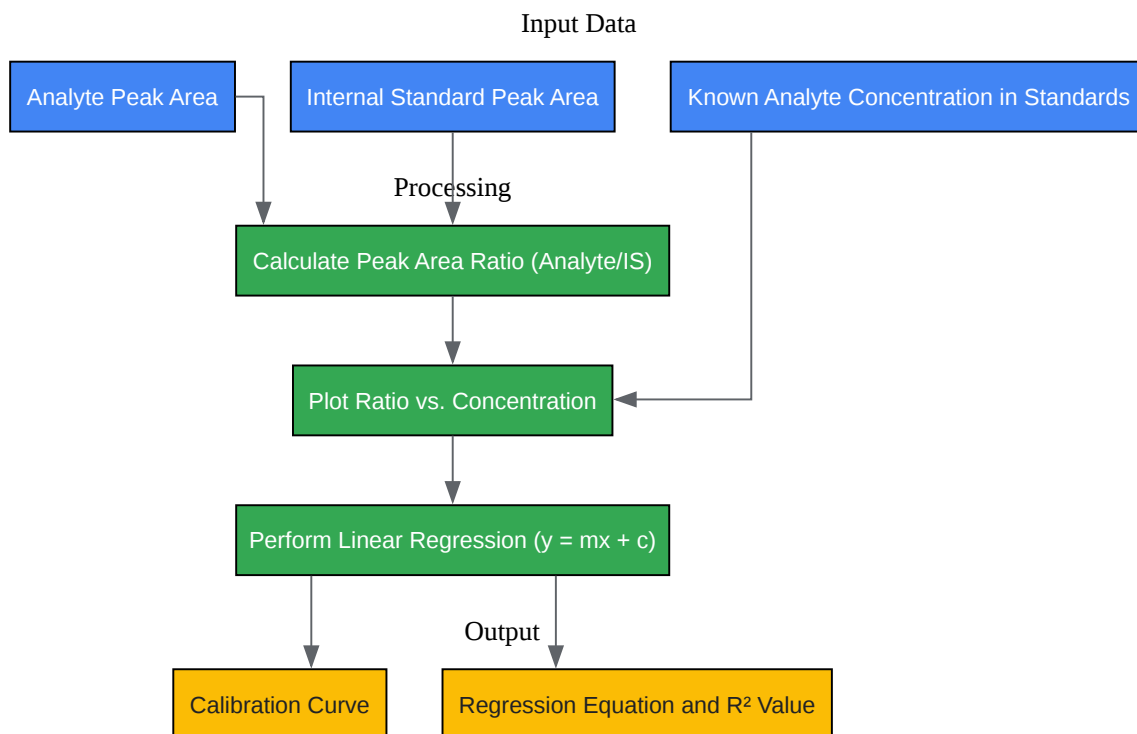 Input Data
Analyte Peak Area
Internal Standard Peak Area
Known Analyte Concentration in Standards
Processing
Calculate Peak Area Ratio (Analyte/IS)
Plot Ratio vs. Concentration
Perform Linear Regression (y = mx + c)
Output
Calibration Curve
Regression Equation and R² Value